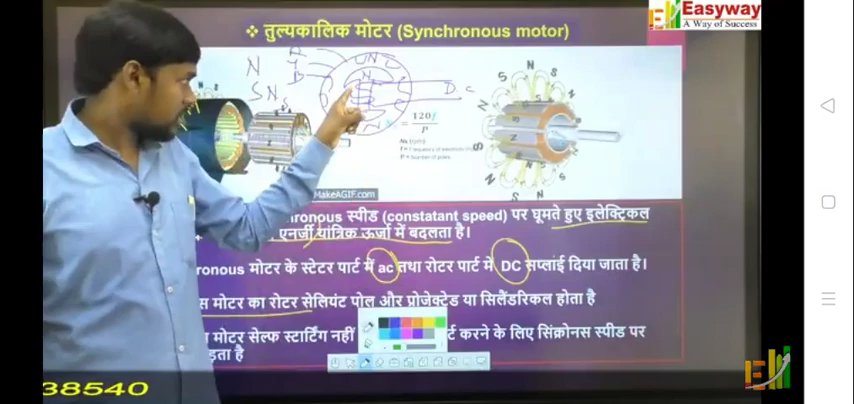 ❖ तुल्यकालिक मोटर (Synchronous motor)
Easyway
A Way of Success
R
Y
B
N
S N
S
N
D.C
= 120f / P
MakeAGIF.com
N
S
S
N
S
N
S
N
S
hronous स्पीड (constatant speed) पर घूमते हुए इलेक्ट्रिकल
एनर्जी यांत्रिक ऊर्जा में बदलता है।
ronous मोटर के स्टेटर पार्ट में ac तथा रोटर पार्ट में DC सप्लाई दिया जाता है।
स मोटर का रोटर सेलियंट पोल और प्रोजेक्टेड या सिलैंडरिकल होता है
मोटर सेल्फ स्टार्टिंग नहीं र्ट करने के लिए सिंक्रोनस स्पीड पर
ड़ता है
38540